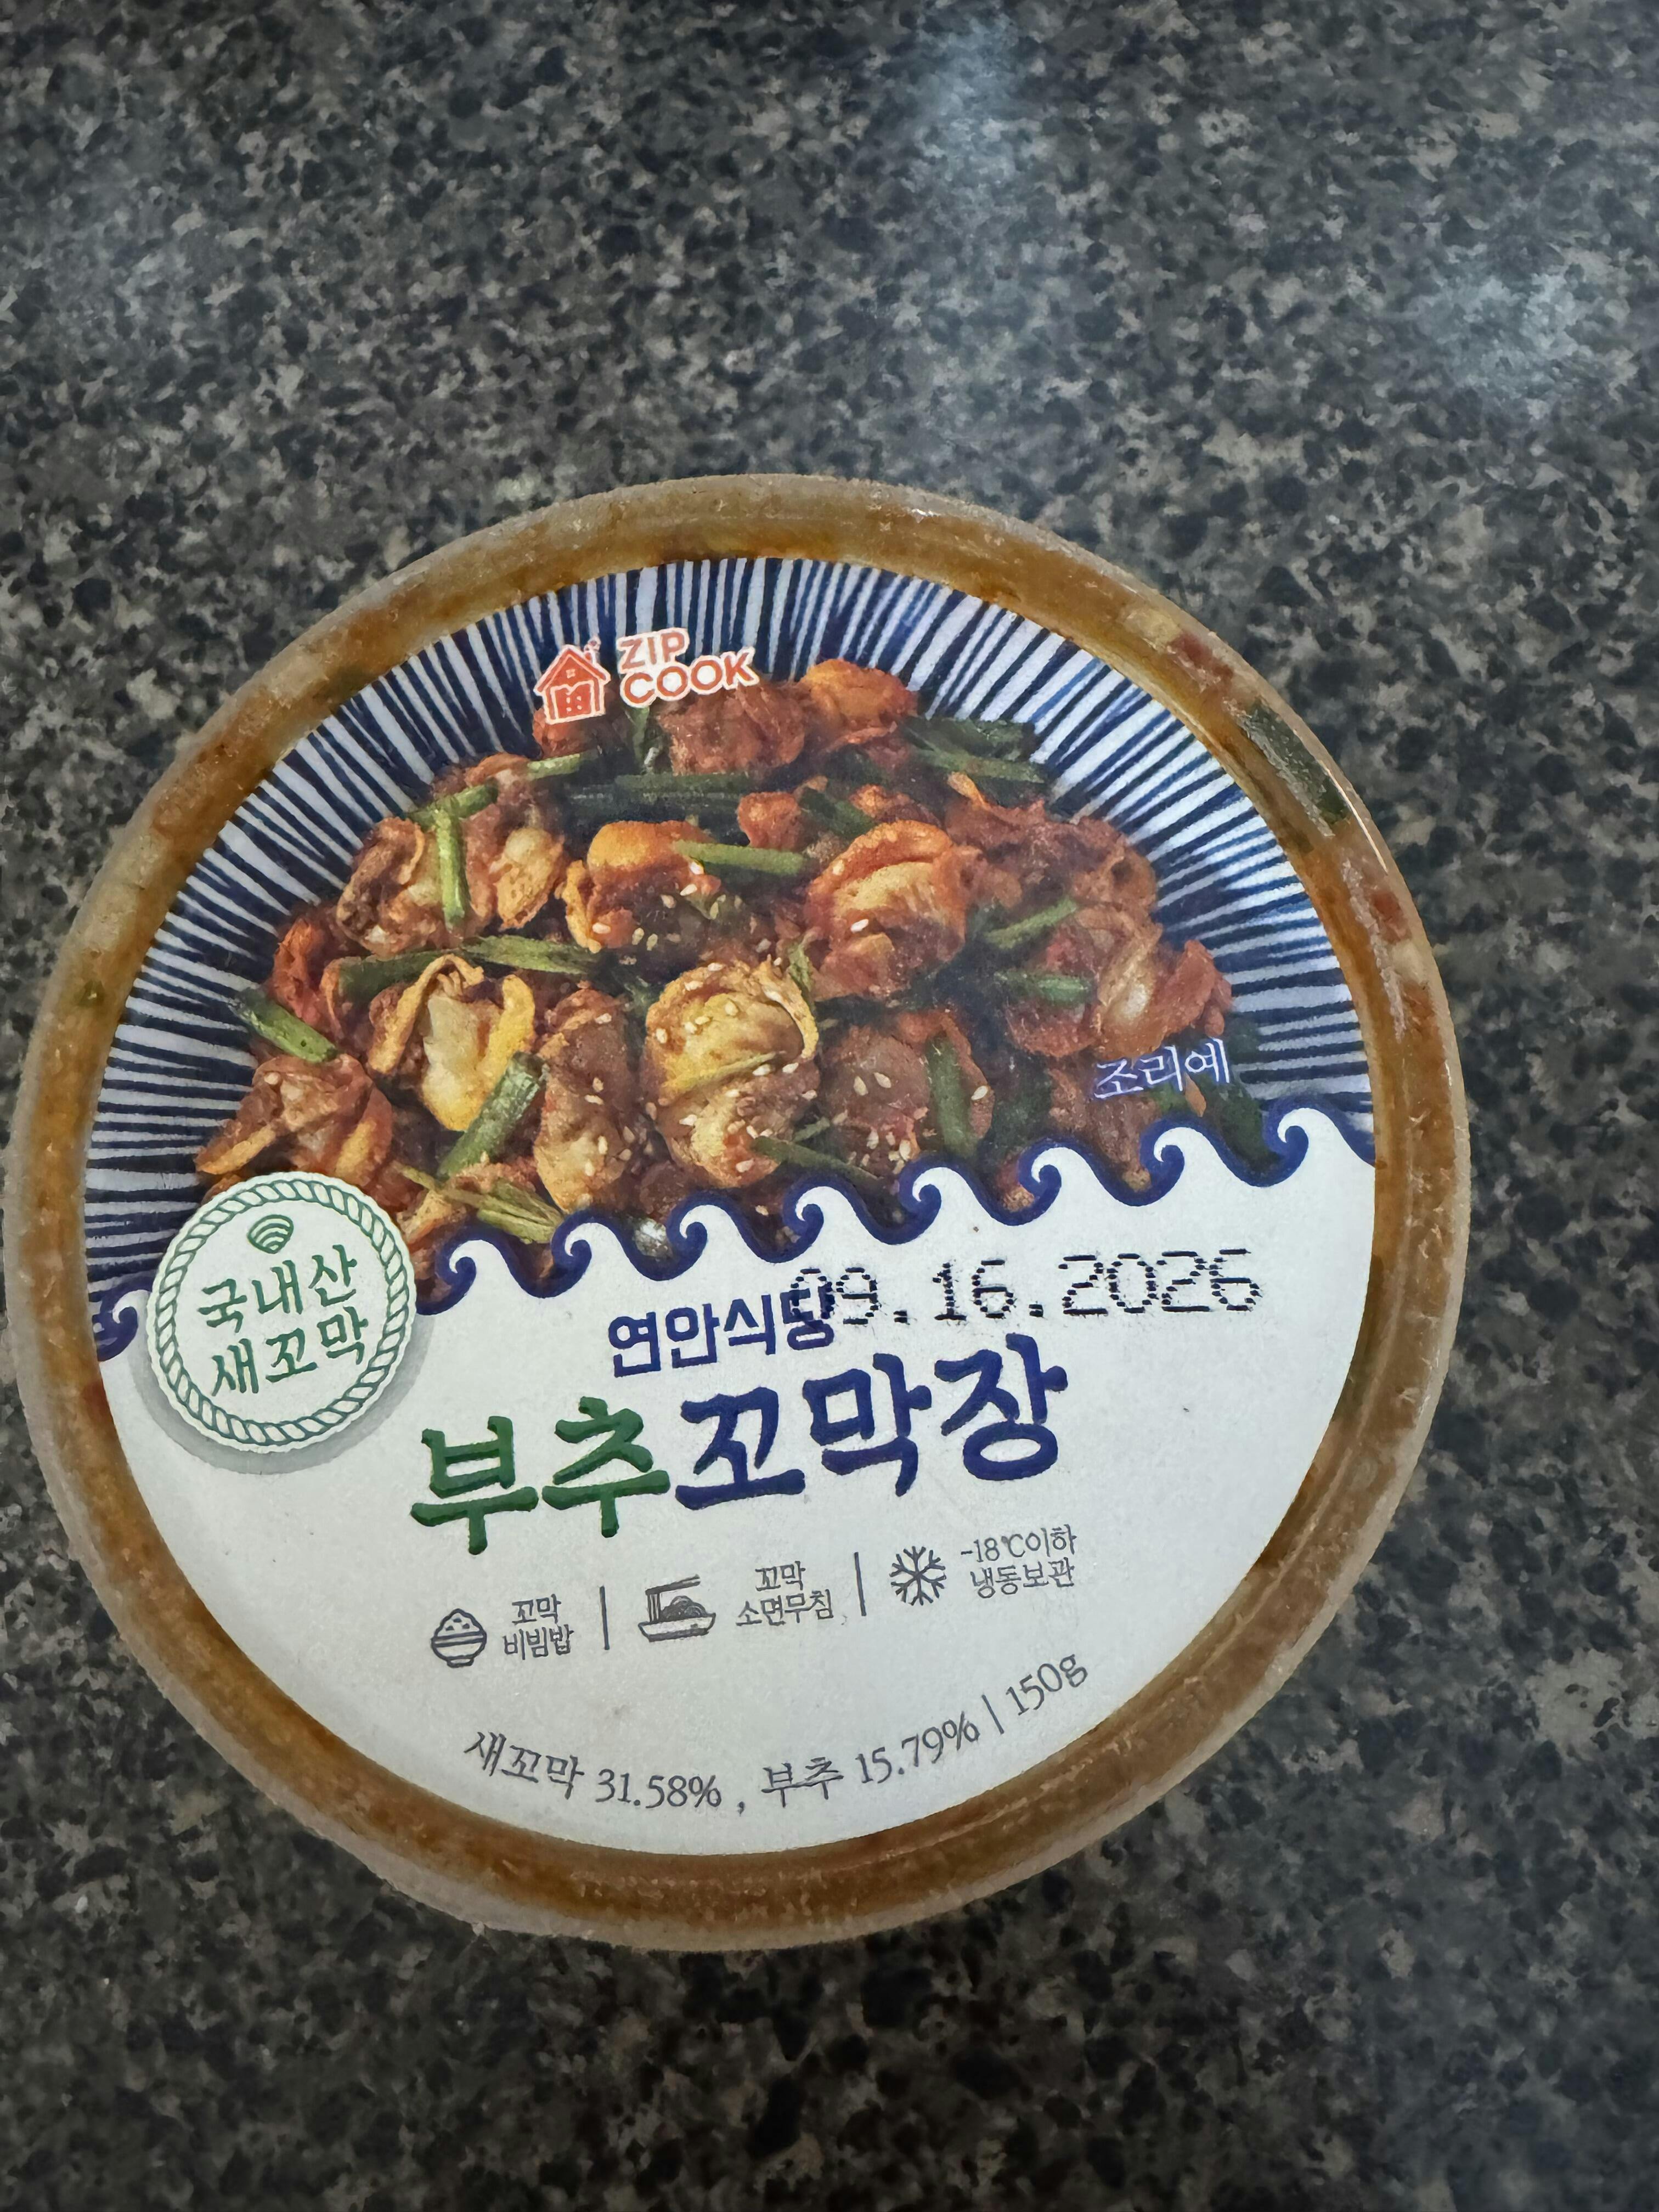 ZIP
COOK
조리예
국내산
새꼬막
09.16.2026
연안식당
부추꼬막장
꼬막
비빔밥
꼬막
소면무침
-18℃이하
냉동보관
새꼬막 31.58% , 부추 15.79% | 150g